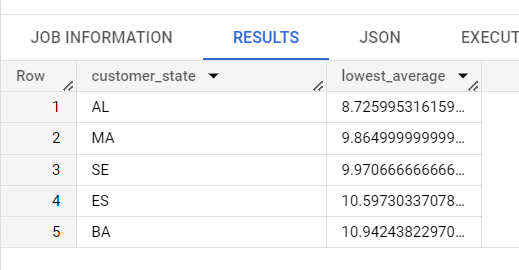 JOB INFORMATION RESULTS JSON EXECUT
Row customer_state lowest_average
1 AL 8.725995316159...
2 MA 9.864999999999...
3 SE 9.970666666666...
4 ES 10.59730337078...
5 BA 10.94243822970...